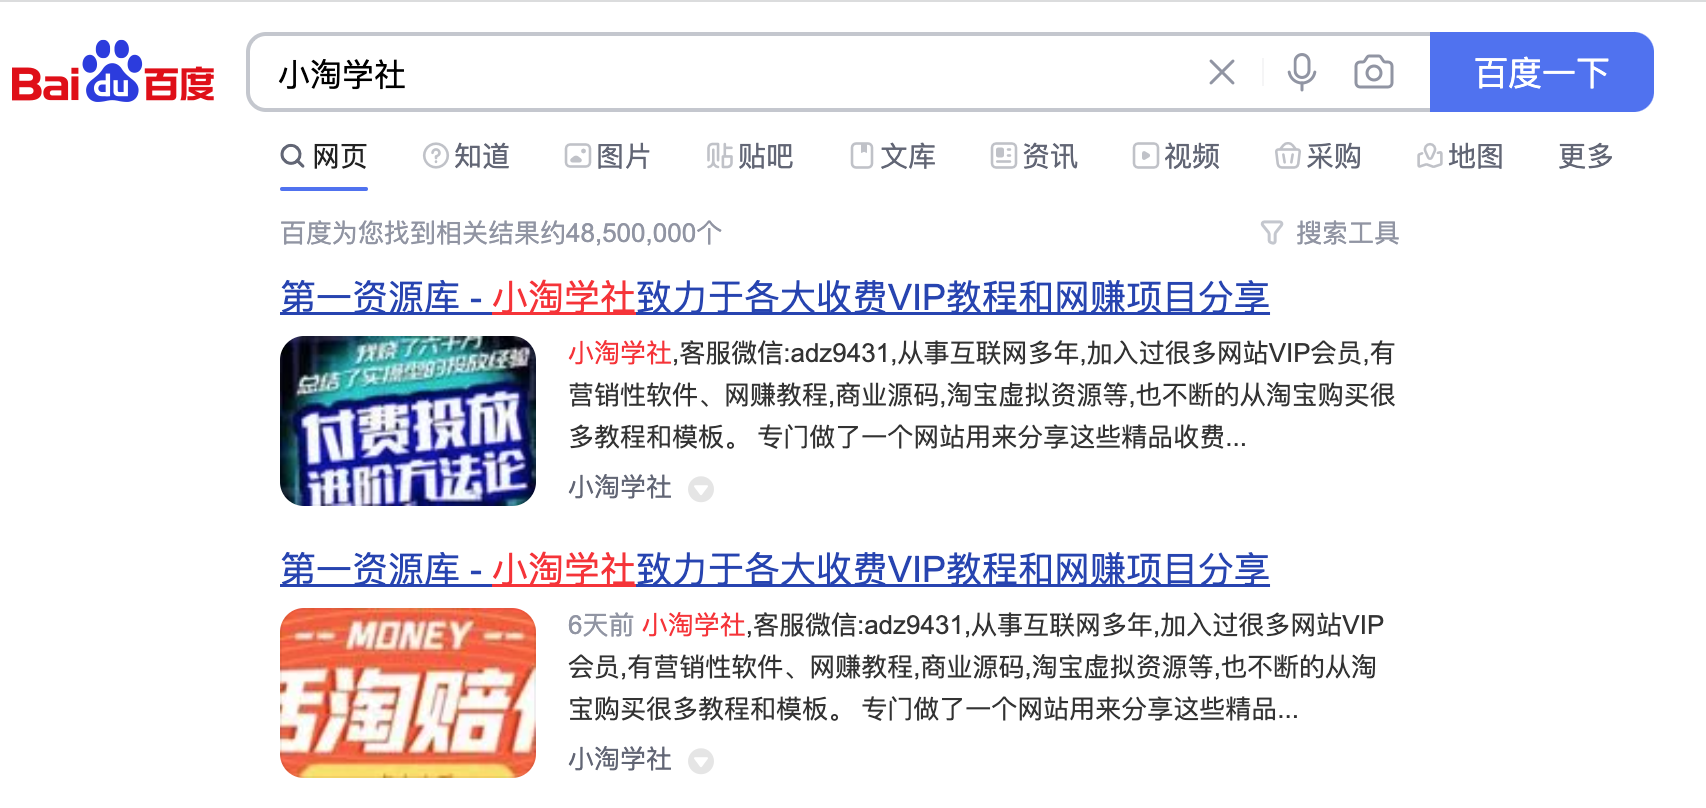 Bai du 百度
小淘学社
百度一下
网页 知道 图片 贴 贴吧 文库 资讯 视频 采购 地图 更多
百度为您找到相关结果约48,500,000个
搜索工具
第一资源库 - 小淘学社致力于各大收费VIP教程和网赚项目分享
我烧了六千万
总结了实操型的投放经验
付费投放
进阶方法论
小淘学社,客服微信:adz9431,从事互联网多年,加入过很多网站VIP会员,有
营销性软件、网赚教程,商业源码,淘宝虚拟资源等,也不断的从淘宝购买很
多教程和模板。 专门做了一个网站用来分享这些精品收费...
小淘学社
第一资源库 - 小淘学社致力于各大收费VIP教程和网赚项目分享
-- MONEY --
淘赔
6天前 小淘学社,客服微信:adz9431,从事互联网多年,加入过很多网站VIP
会员,有营销性软件、网赚教程,商业源码,淘宝虚拟资源等,也不断的从淘
宝购买很多教程和模板。 专门做了一个网站用来分享这些精品...
小淘学社